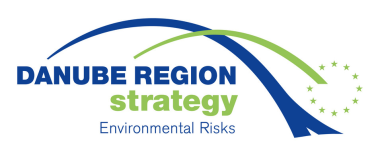 DANUBE REGION
strategy
Environmental Risks